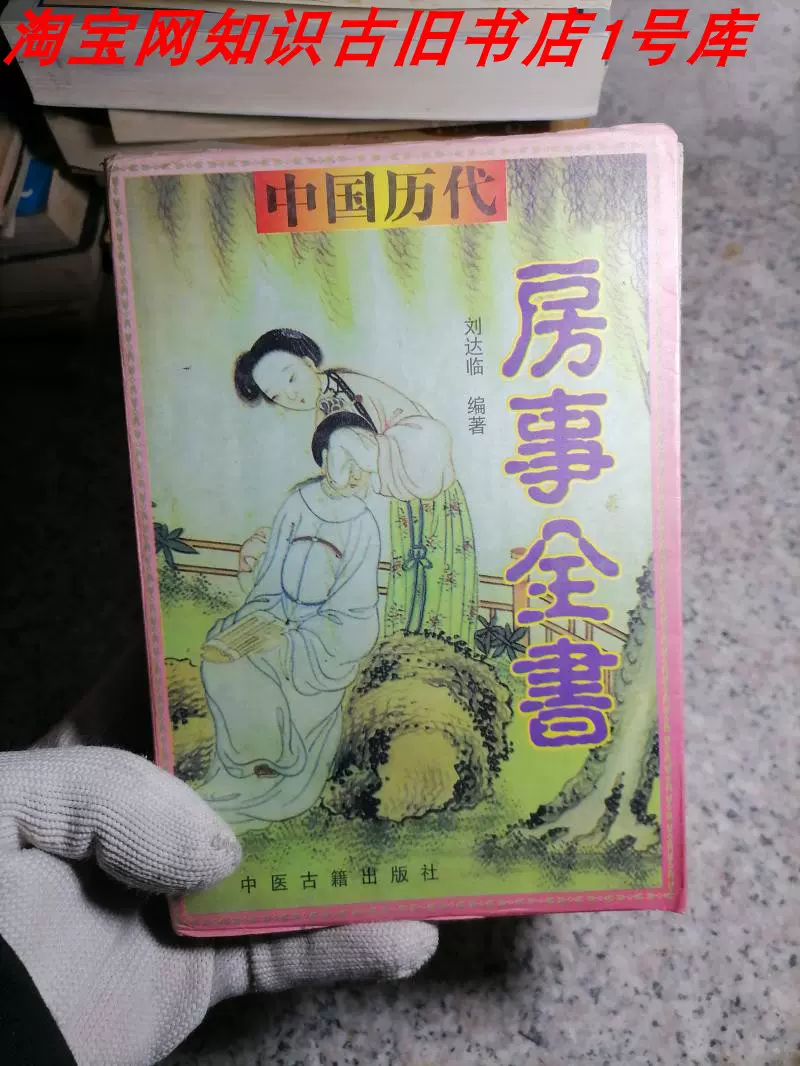 淘宝网知识古旧书店1号库
中国历代
房事全書
刘达临 编著
中医古籍出版社